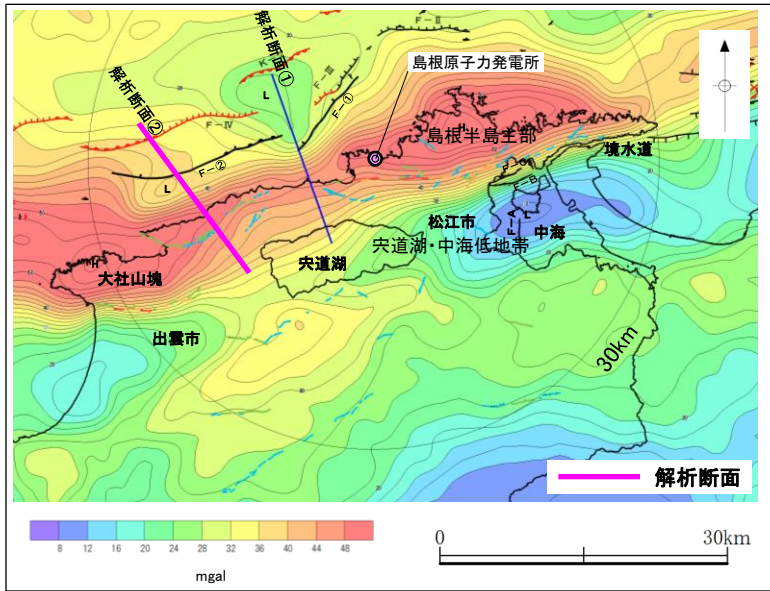 解析断面①
解析断面②
K
L
F-Ⅱ
F-Ⅲ
F-①
F-Ⅳ
F-②
L
島根原子力発電所
島根半島主部
境水道
F-B
F-A
L
松江市
中海
宍道湖・中海低地帯
宍道湖
H
大社山塊
出雲市
30km
解析断面
8 12 16 20 24 28 32 36 40 44 48
mgal
0 30km